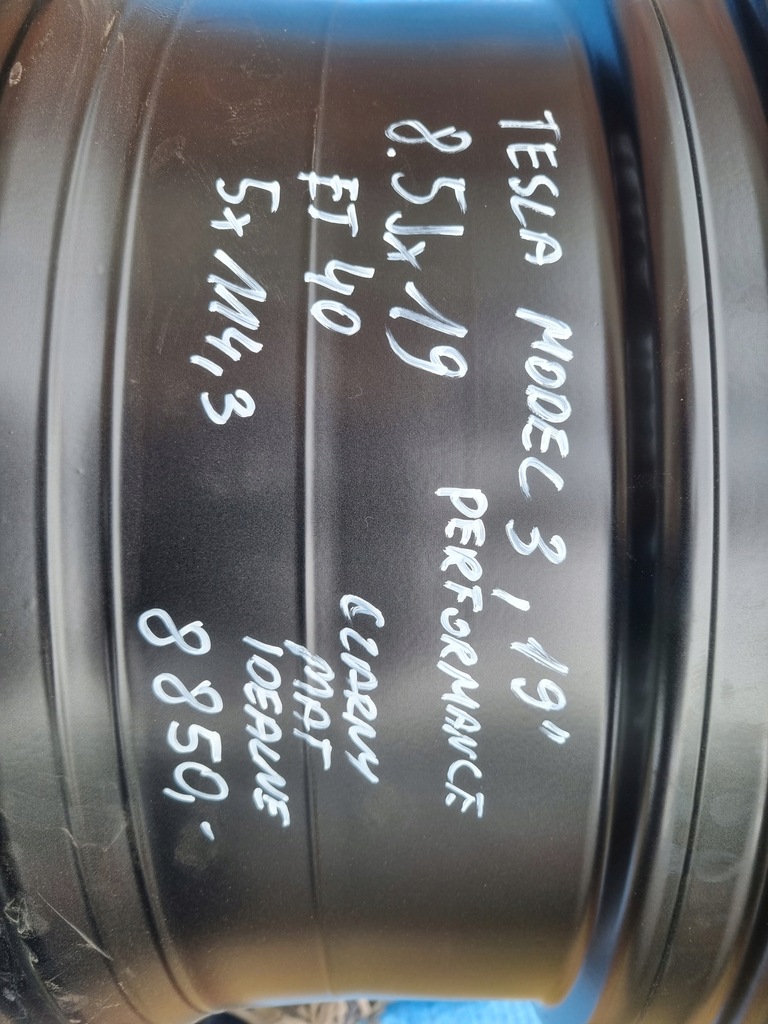 TESLA MODEL 3 , 19"
8.5Jx19 PERFORMANCE
ET 40 CZARNY
5x114,3 MAT
IDEALNE
8850,-